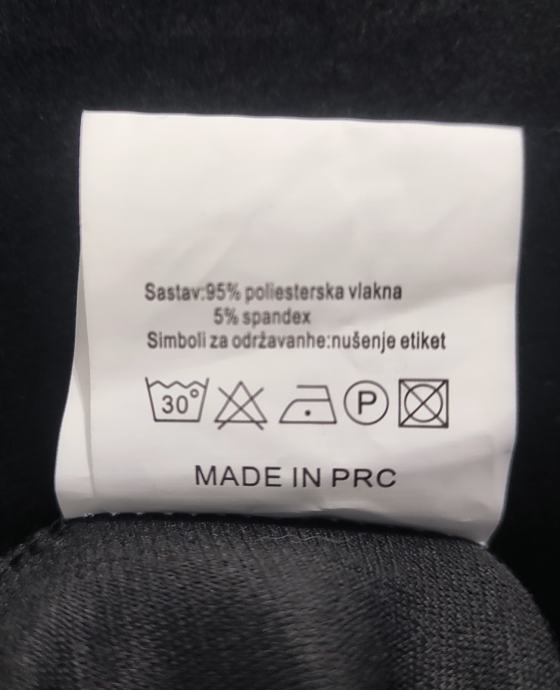 Sastav:95% poliesterska vlakna
5% spandex
Simboli za održavanhe:nušenje etiket
30°
P
MADE IN PRC